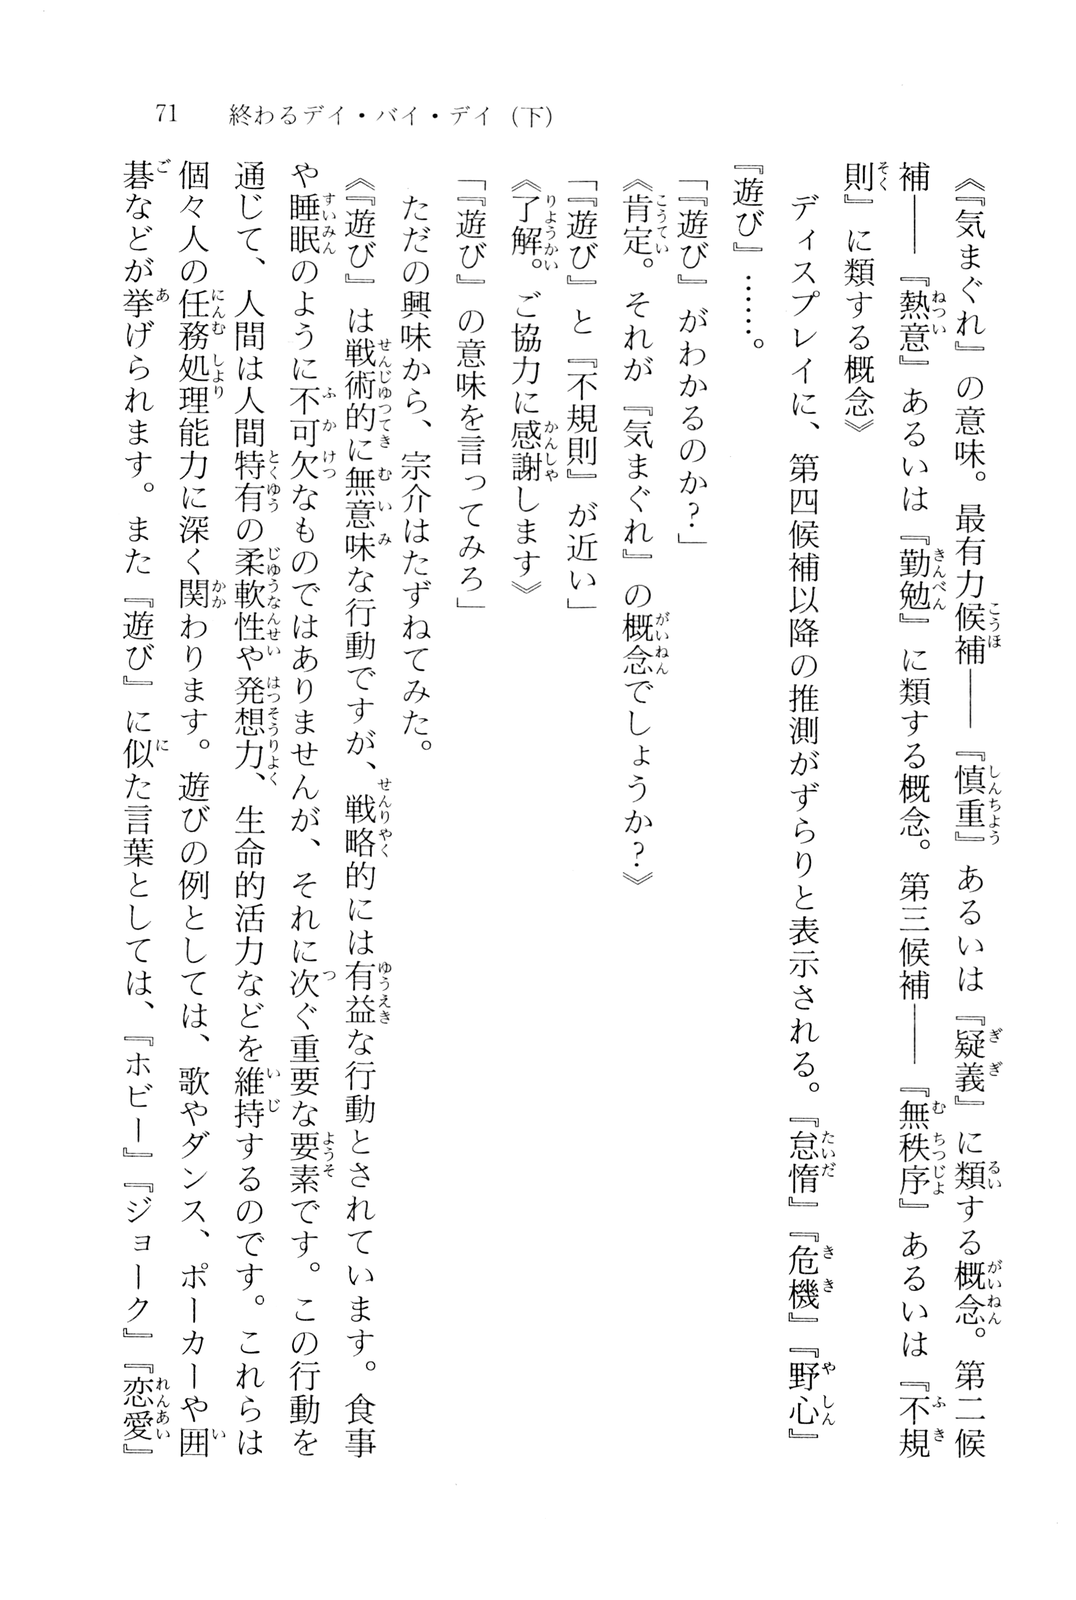 71　終わるデイ・バイ・デイ（下）
《『気まぐれ』の意味。最有力候補――『慎重』あるいは『疑義』に類する概念。第二候
補――『熱意』あるいは『勤勉』に類する概念。第三候補――『無秩序』あるいは『不規
則』に類する概念》
　ディスプレイに、第四候補以降の推測がずらりと表示される。『怠惰』『危機』『野心』
『遊び』……。
「『遊び』がわかるのか？」
《肯定。それが『気まぐれ』の概念でしょうか？》
「『遊び』と『不規則』が近い」
《了解。ご協力に感謝します》
「『遊び』の意味を言ってみろ」
　ただの興味から、宗介はたずねてみた。
《『遊び』は戦術的に無意味な行動ですが、戦略的には有益な行動とされています。食事
や睡眠のように不可欠なものではありませんが、それに次ぐ重要な要素です。この行動を
通じて、人間は人間特有の柔軟性や発想力、生命的活力などを維持するのです。これらは
個々人の任務処理能力に深く関わります。遊びの例としては、歌やダンス、ポーカーや囲
碁などが挙げられます。また『遊び』に似た言葉としては、『ホビー』『ジョーク』『恋愛』